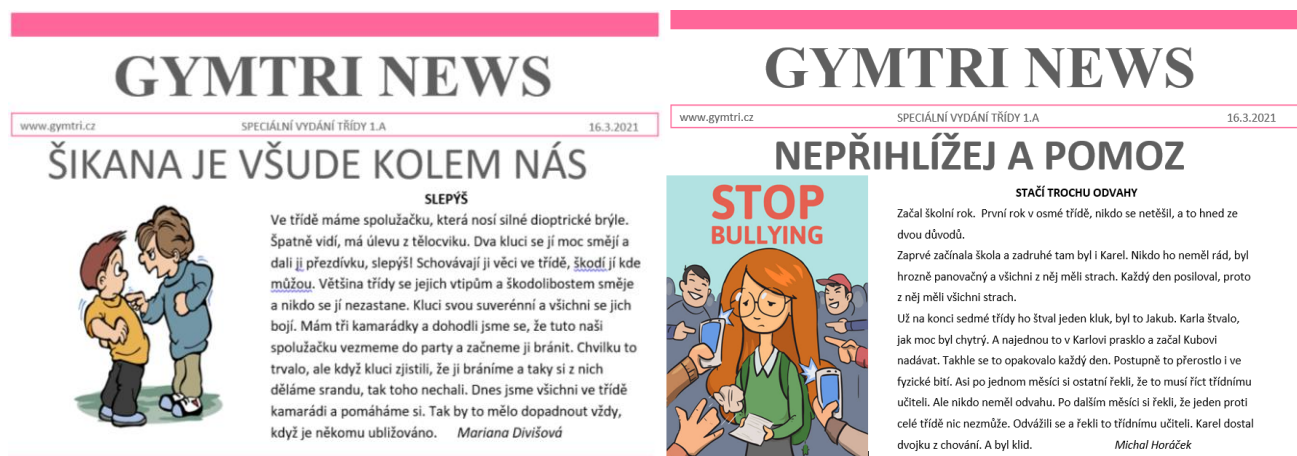 GYMTRI NEWS
www.gymtri.cz SPECIÁLNÍ VYDÁNÍ TŘÍDY 1.A 16.3.2021
ŠIKANA JE VŠUDE KOLEM NÁS
SLEPÝŠ
Ve třídě máme spolužačku, která nosí silné dioptrické brýle.
Špatně vidí, má úlevu z tělocviku. Dva kluci se jí moc smějí a
dali ji přezdívku, slepýš! Schovávají ji věci ve třídě, škodí jí kde
můžou. Většina třídy se jejich vtipům a škodolibostem směje
a nikdo se jí nezastane. Kluci svou suverénní a všichni se jich
bojí. Mám tři kamarádky a dohodli jsme se, že tuto naši
spolužačku vezmeme do party a začneme ji bránit. Chvilku to
trvalo, ale když kluci zjistili, že ji bráníme a taky si z nich
děláme srandu, tak toho nechali. Dnes jsme všichni ve třídě
kamarádi a pomáháme si. Tak by to mělo dopadnout vždy,
když je někomu ubližováno. Mariana Divišová
GYMTRI NEWS
www.gymtri.cz SPECIÁLNÍ VYDÁNÍ TŘÍDY 1.A 16.3.2021
NEPŘIHLÍŽEJ A POMOZ
STOP
BULLYING
STAČÍ TROCHU ODVAHY
Začal školní rok. První rok v osmé třídě, nikdo se netěšil, a to hned ze
dvou důvodů.
Zaprvé začínala škola a zadruhé tam byl i Karel. Nikdo ho neměl rád, byl
hrozně panovačný a všichni z něj měli strach. Každý den posiloval, proto
z něj měli všichni strach.
Už na konci sedmé třídy ho štval jeden kluk, byl to Jakub. Karla štvalo,
jak moc byl chytrý. A najednou to v Karlovi prasklo a začal Kubovi
nadávat. Takhle se to opakovalo každý den. Postupně to přerostlo i ve
fyzické bití. Asi po jednom měsíci si ostatní řekli, že to musí říct třídnímu
učiteli. Ale nikdo neměl odvahu. Po dalším měsíci si řekli, že jeden proti
celé třídě nic nezmůže. Odvážili se a řekli to třídnímu učiteli. Karel dostal
dvojku z chování. A byl klid. Michal Horáček